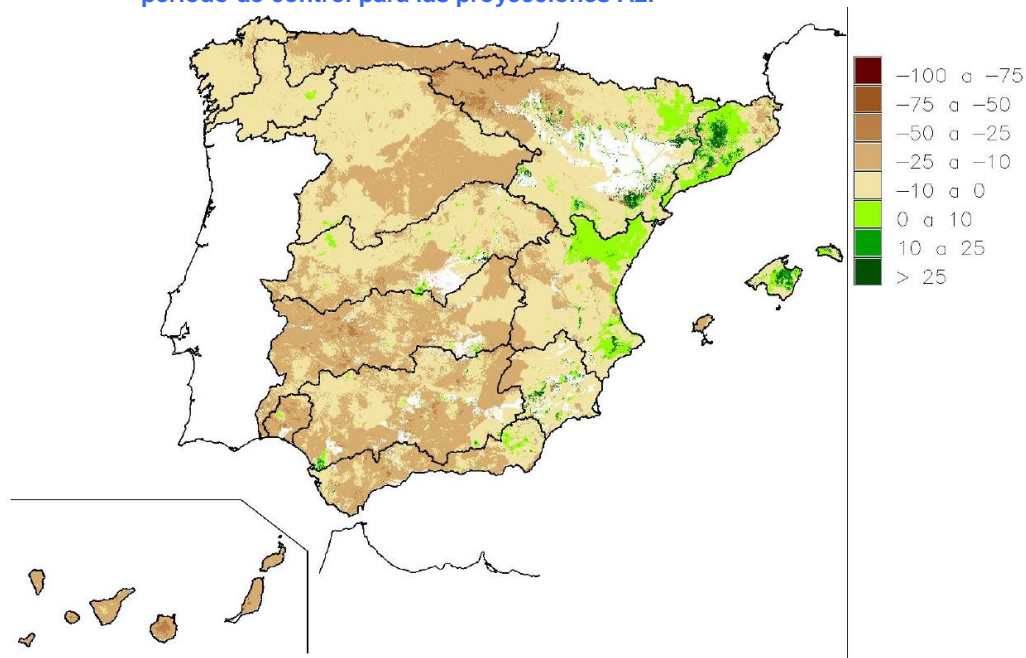 período de control para las proyecciones A2.
−100 a −75
−75 a −50
−50 a −25
−25 a −10
−10 a 0
0 a 10
10 a 25
> 25